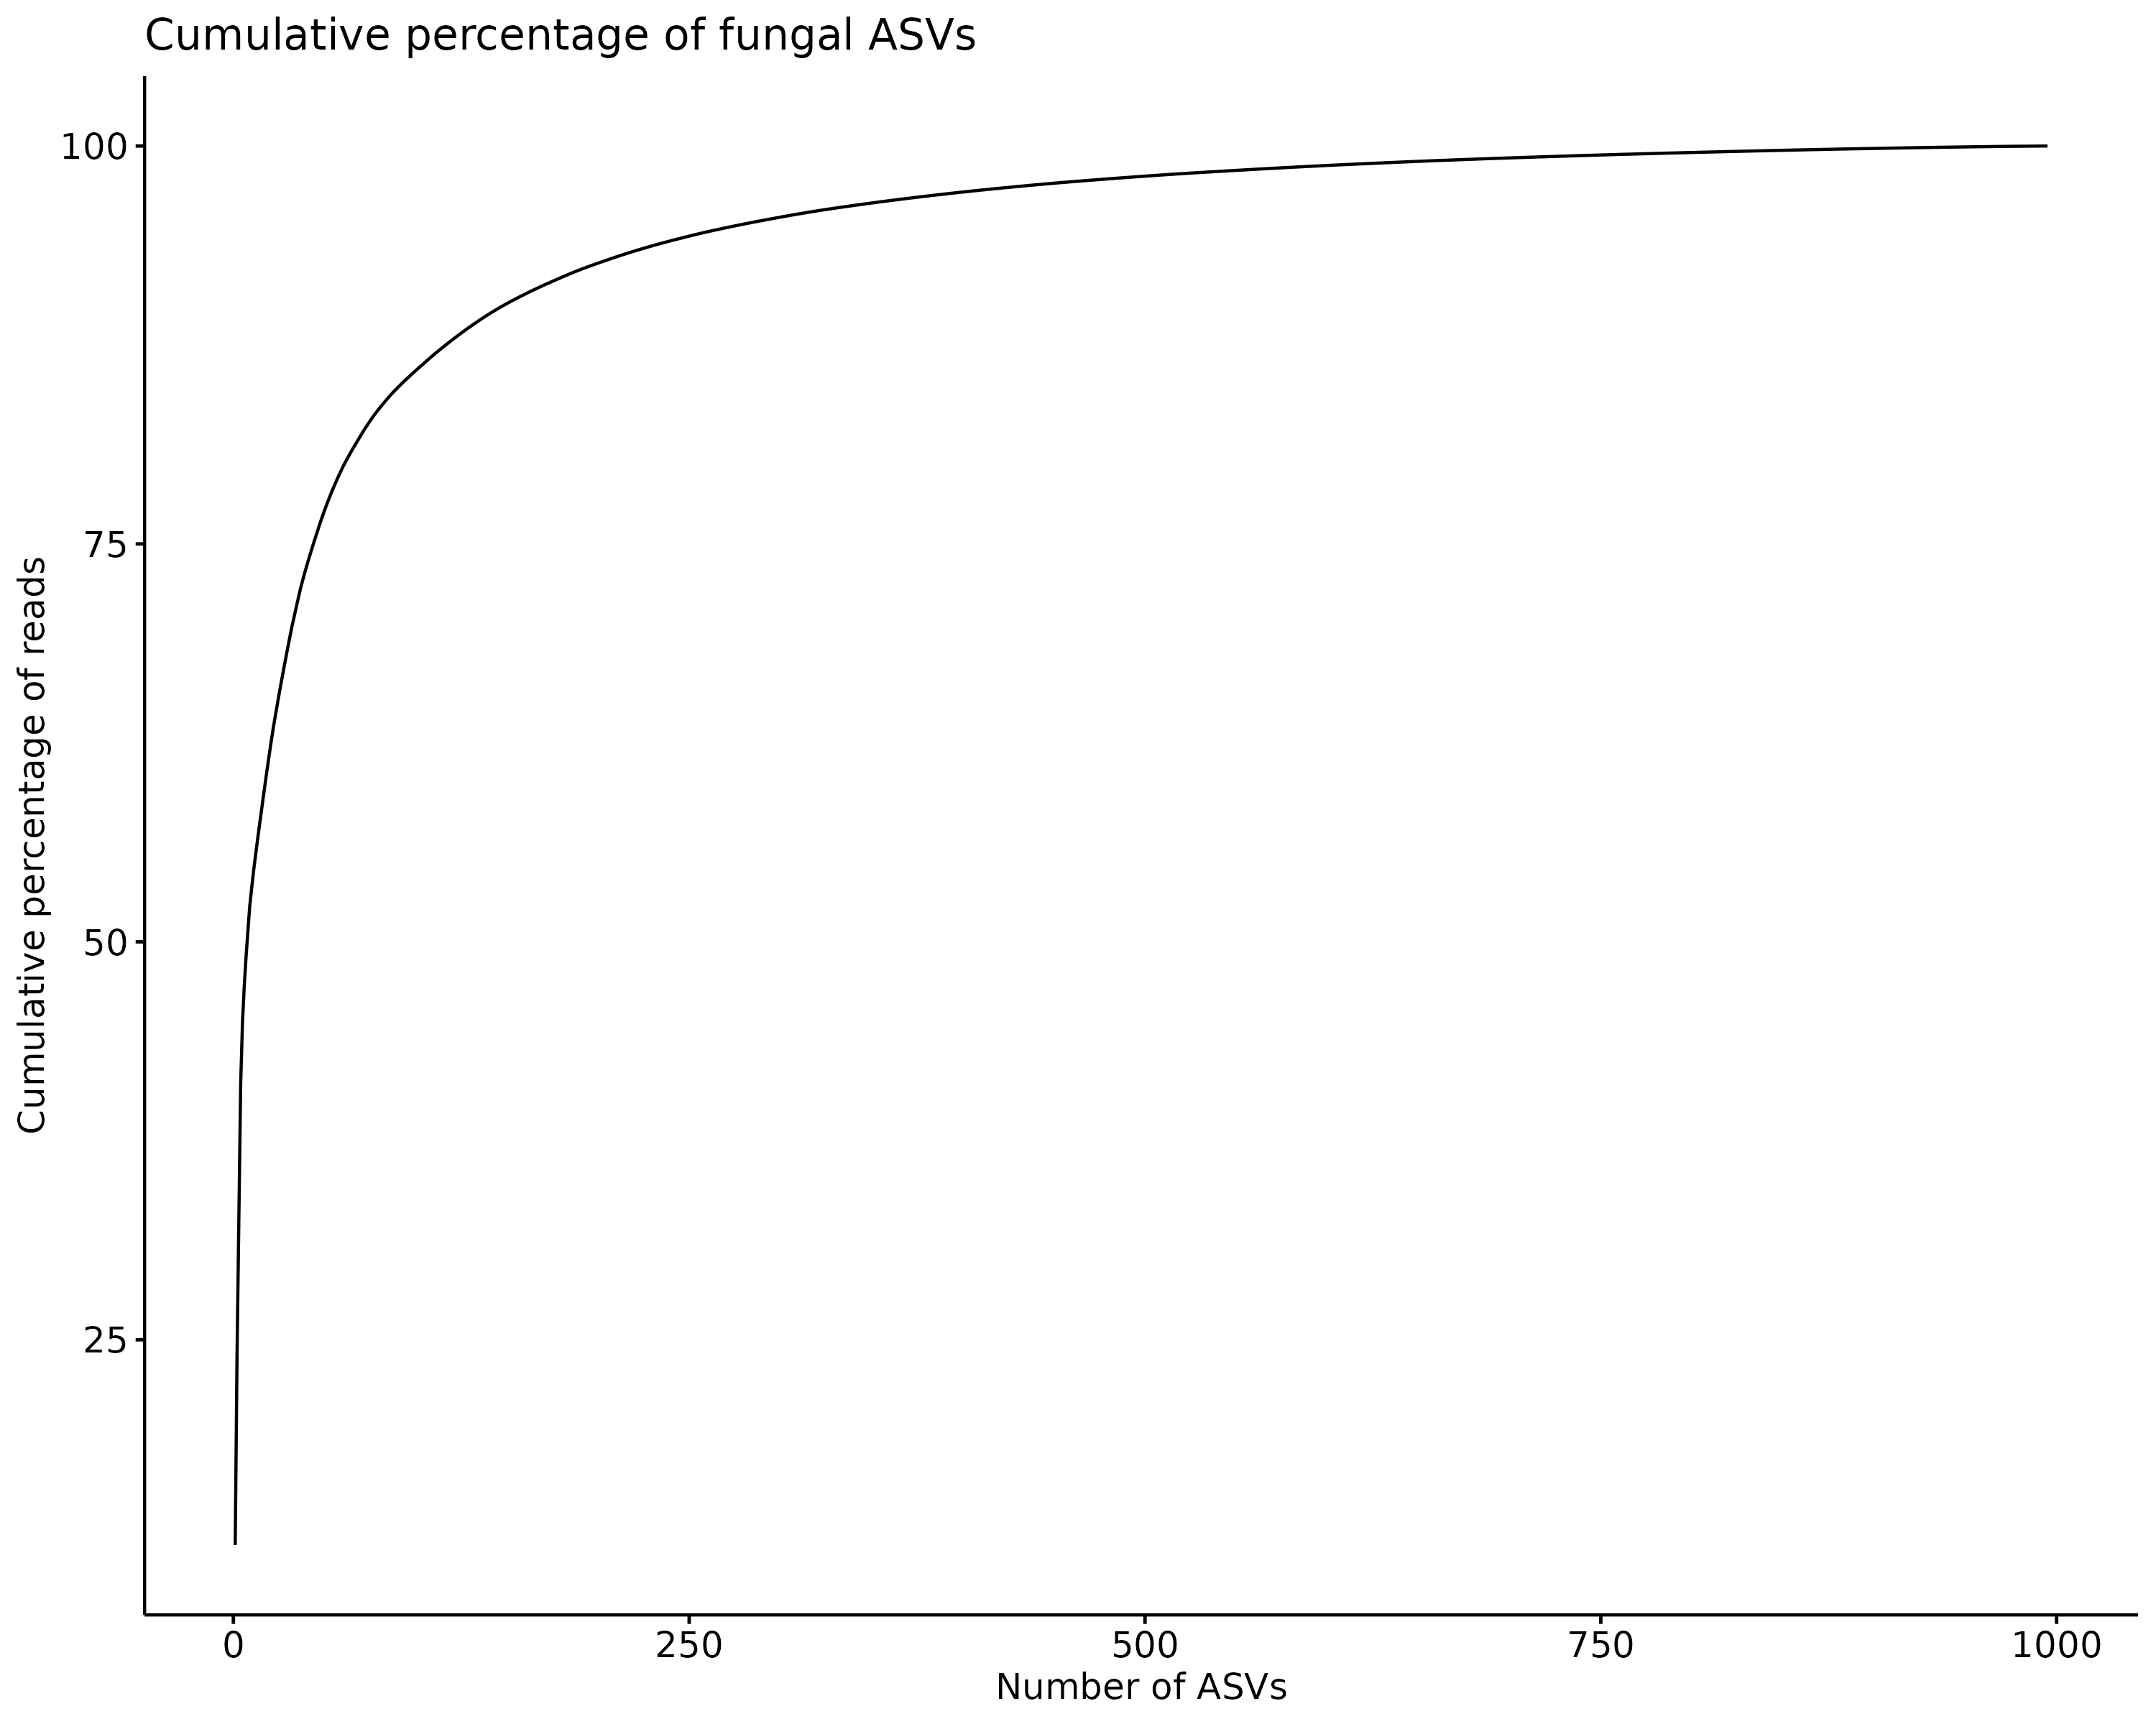 Cumulative percentage of fungal ASVs
100
75
50
25
Cumulative percentage of reads
0 250 500 750 1000
Number of ASVs